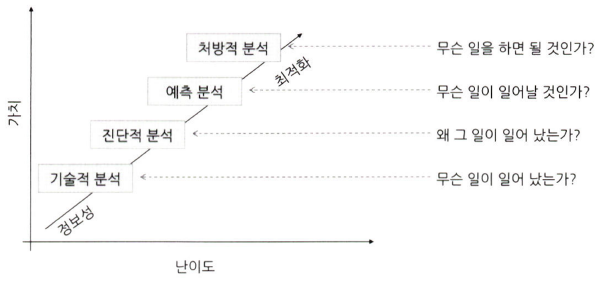 처방적 분석
무슨 일을 하면 될 것인가?
최적화
예측 분석
무슨 일이 일어날 것인가?
가치
진단적 분석
왜 그 일이 일어 났는가?
기술적 분석
무슨 일이 일어 났는가?
정보성
난이도